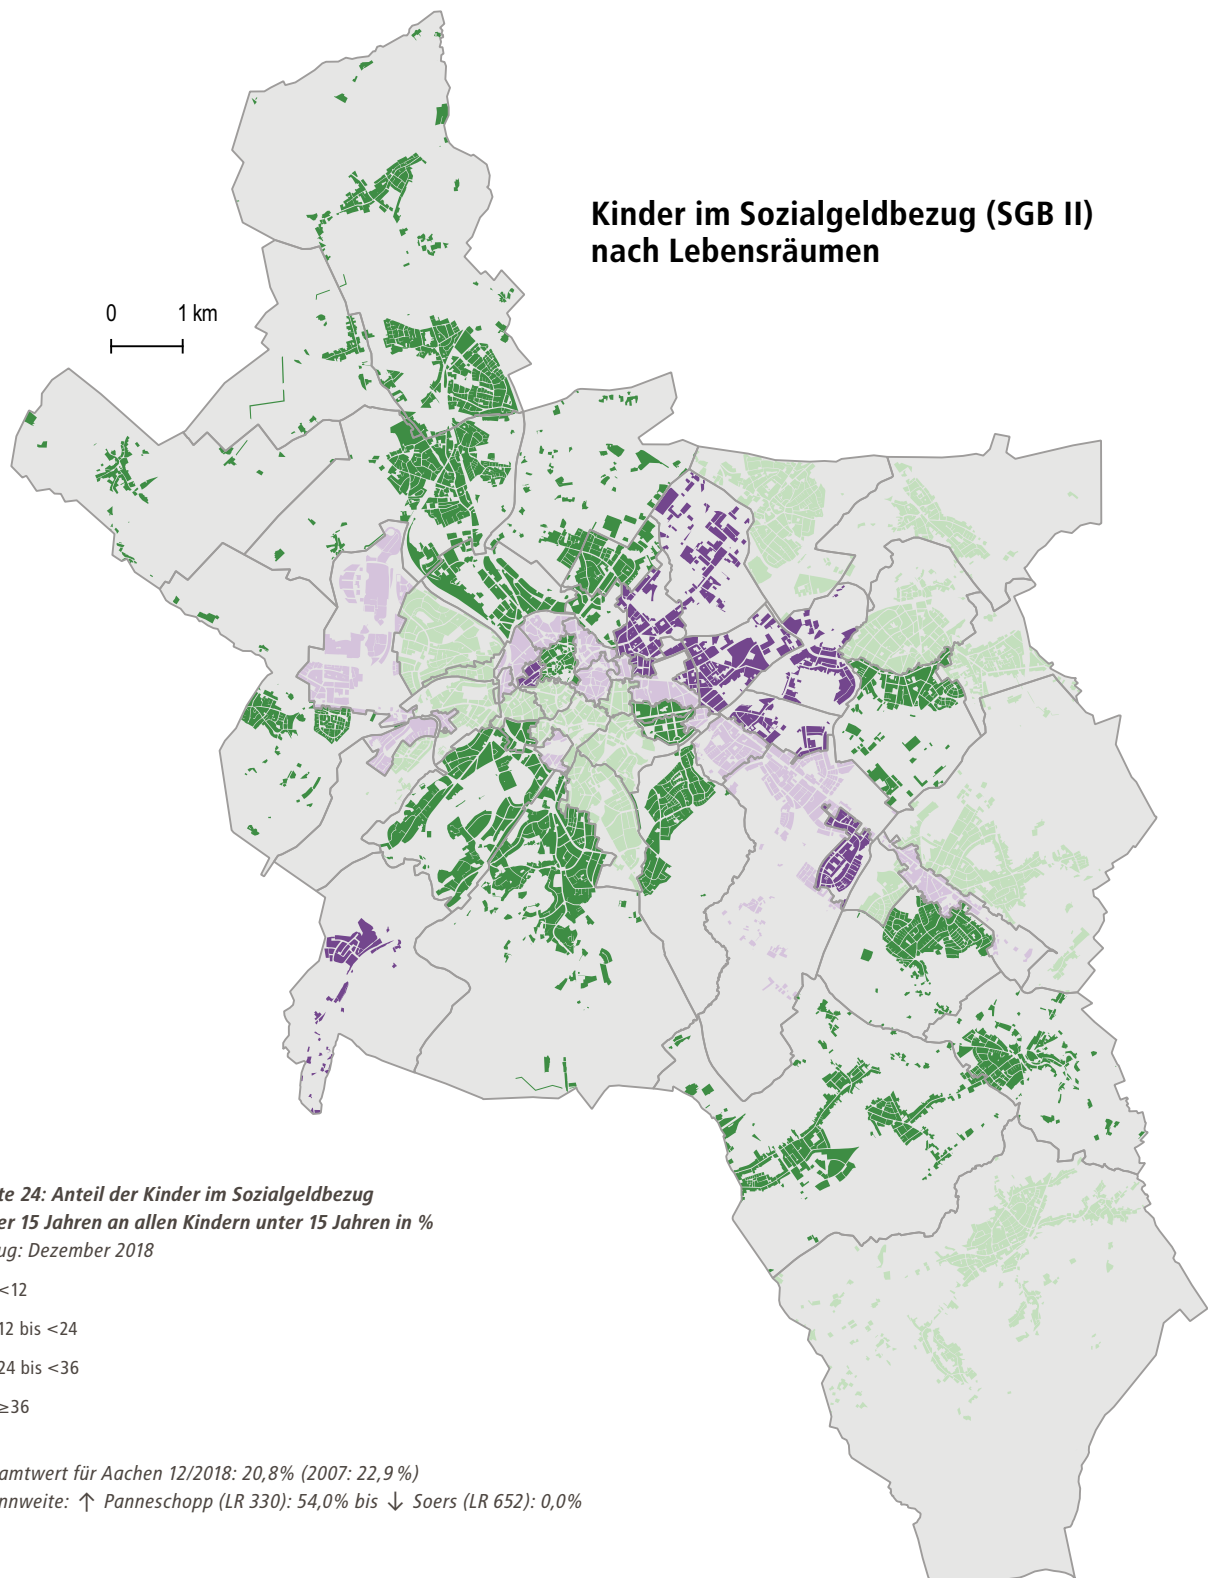 Kinder im Sozialgeldbezug (SGB II)
nach Lebensräumen
0 1 km
te 24: Anteil der Kinder im Sozialgeldbezug
er 15 Jahren an allen Kindern unter 15 Jahren in %
ug: Dezember 2018
<12
12 bis <24
24 bis <36
≥36
amtwert für Aachen 12/2018: 20,8% (2007: 22,9 %)
nnweite: ↑ Panneschopp (LR 330): 54,0% bis ↓ Soers (LR 652): 0,0%